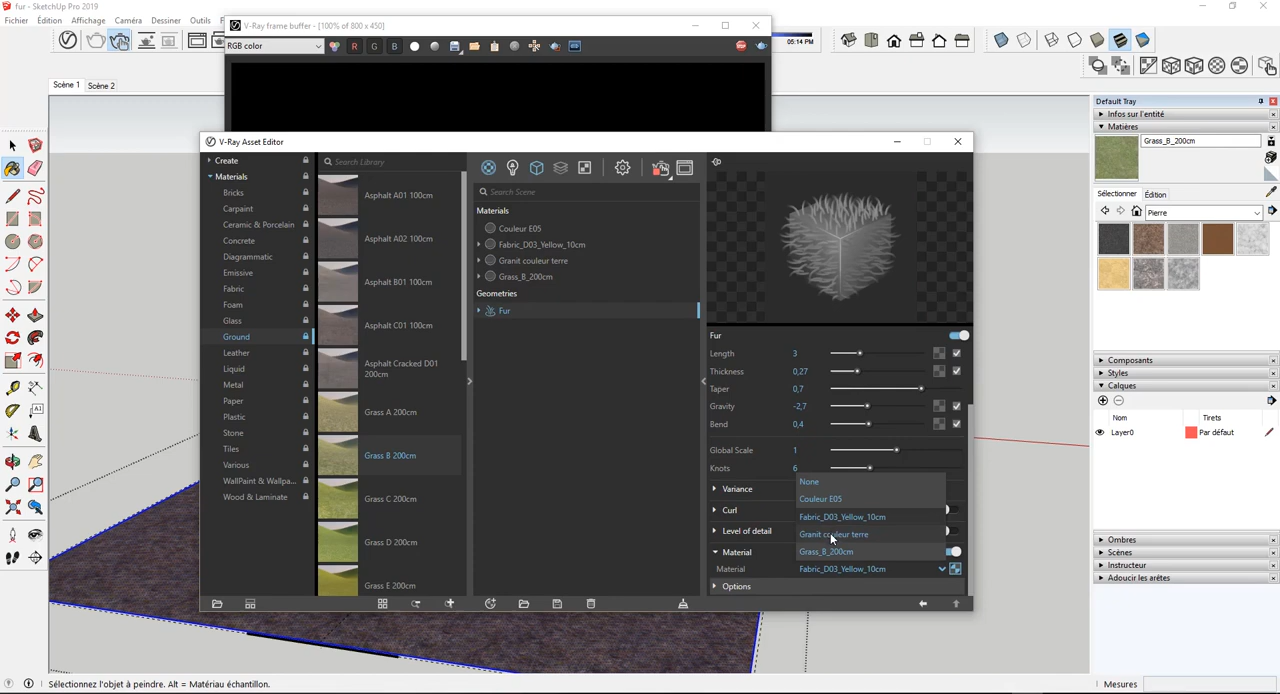 fur - SketchUp Pro 2019
Fichier Édition Affichage Caméra Dessiner Outils
V-Ray frame buffer - [100% of 800 x 450]
RGB color
R G B
STOP
05:14 PM
Scène 1 Scène 2
V-Ray Asset Editor
Create
Materials
Bricks
Carpaint
Ceramic & Porcelain
Concrete
Diagrammatic
Emissive
Fabric
Foam
Glass
Ground
Leather
Liquid
Metal
Paper
Plastic
Stone
Tiles
Various
WallPaint & Wallpa...
Wood & Laminate
Search Library
Asphalt A01 100cm
Asphalt A02 100cm
Asphalt B01 100cm
Asphalt C01 100cm
Asphalt Cracked D01
200cm
Grass A 200cm
Grass B 200cm
Grass C 200cm
Grass D 200cm
Grass E 200cm
Search Scene
Materials
Couleur E05
Fabric_D03_Yellow_10cm
Granit couleur terre
Grass_B_200cm
Geometries
Fur
Fur
Length 3
Thickness 0,27
Taper 0,7
Gravity -2,7
Bend 0,4
Global Scale 1
Knots 6
Variance
Curl
Level of detail
Material
Material Fabric_D03_Yellow_10cm
Options
None
Couleur E05
Fabric_D03_Yellow_10cm
Granit couleur terre
Grass_B_200cm
Default Tray
Infos sur l'entité
Matières
Grass_B_200cm
Sélectionner Édition
Pierre
Composants
Styles
Calques
Nom Tirets
Layer0 Par défaut
Ombres
Scènes
Instructeur
Adoucir les arêtes
Sélectionnez l'objet à peindre. Alt = Matériau échantillon.
Mesures